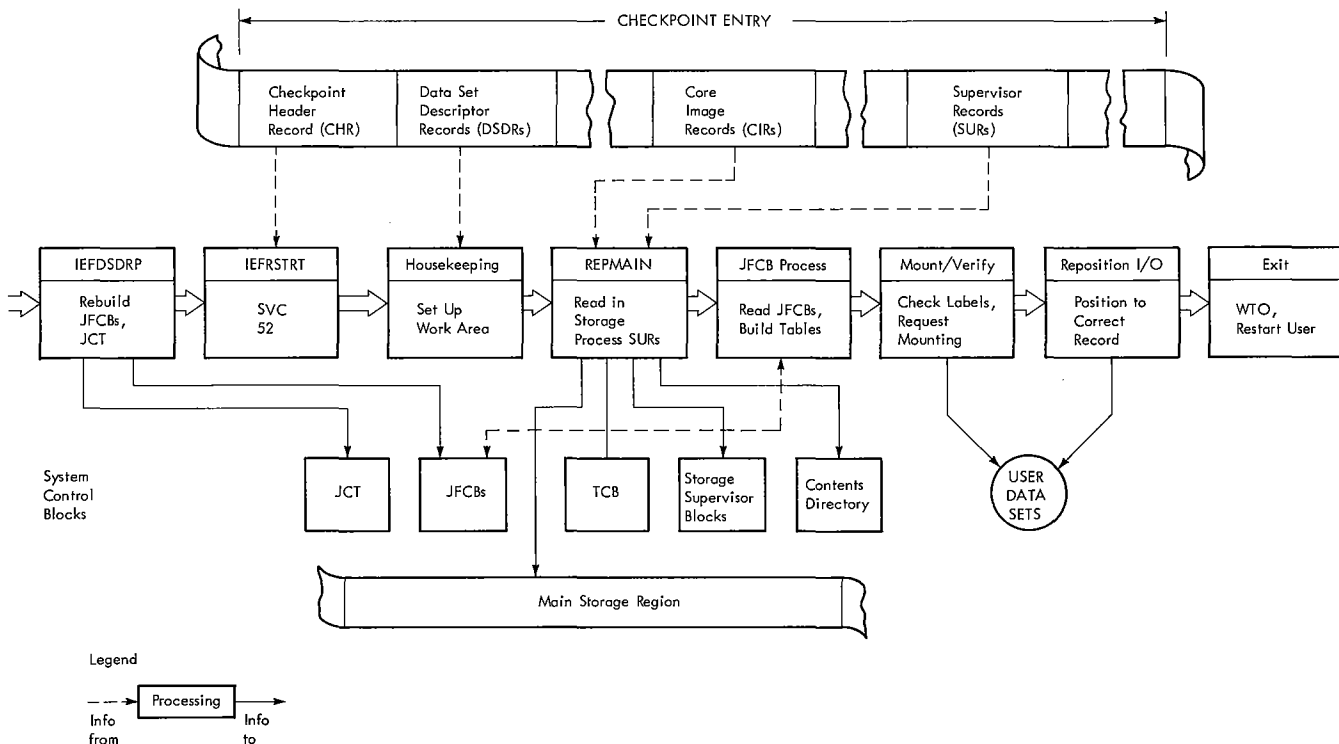 CHECKPOINT ENTRY
Checkpoint
Header
Record (CHR)
Data Set
Descriptor
Records (DSDRs)
Core
Image
Records (CIRs)
Supervisor
Records
(SURs)
IEFDSDRP
Rebuild
JFCBs,
JCT
IEFRSTRT
SVC
52
Housekeeping
Set Up
Work Area
REPMAIN
Read in
Storage
Process SURs
JFCB Process
Read JFCBs,
Build Tables
Mount/Verify
Check Labels,
Request
Mounting
Reposition I/O
Position to
Correct
Record
Exit
WTO,
Restart User
System
Control
Blocks
JCT
JFCBs
TCB
Storage
Supervisor
Blocks
Contents
Directory
USER
DATA
SETS
Main Storage Region
Legend
Processing
Info
from
Info
to